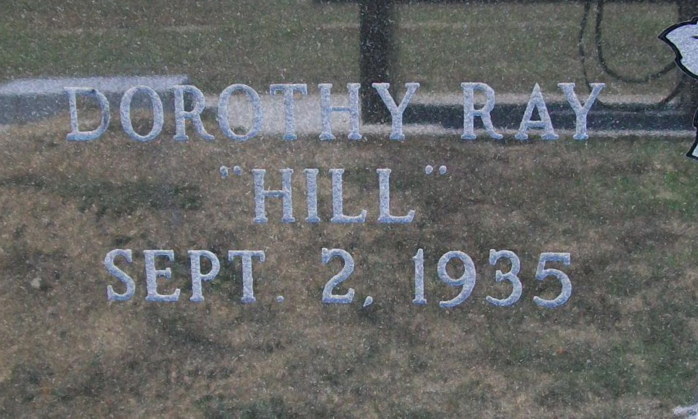 DOROTHY RAY
"HILL"
SEPT. 2, 1935